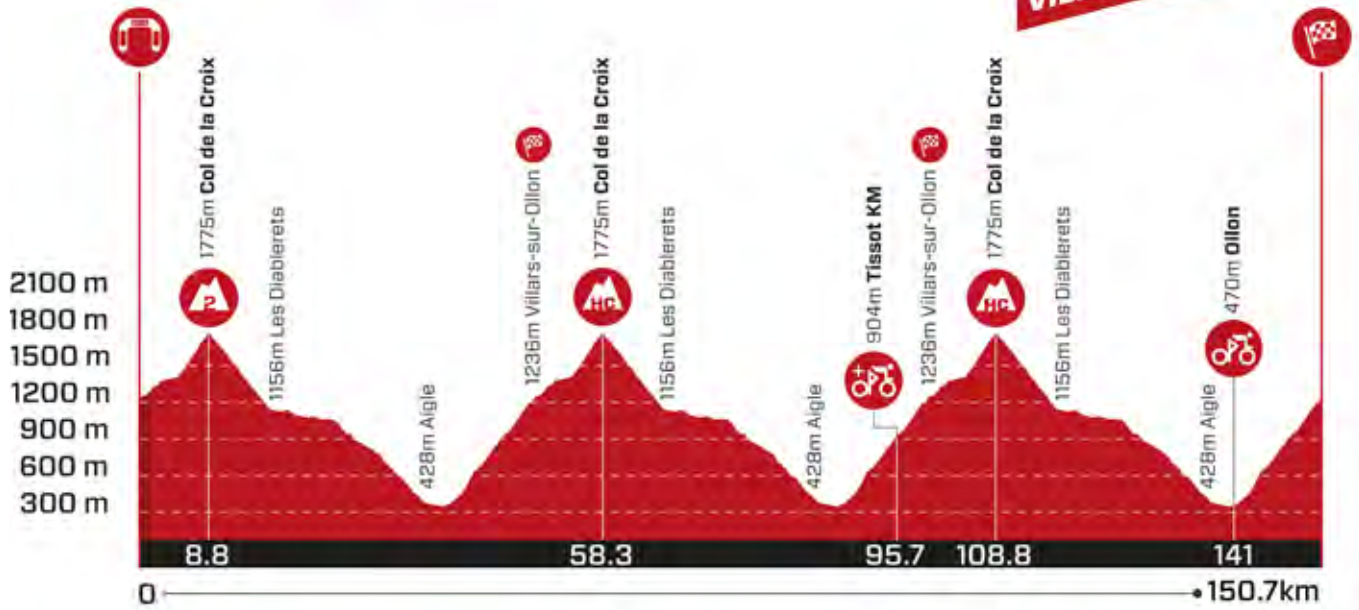 1775m Col de la Croix
1156m Les Diablerets
428m Aigle
1236m Villars-sur-Ollon
1775m Col de la Croix
1156m Les Diablerets
428m Aigle
904m Tissot KM
1236m Villars-sur-Ollon
1775m Col de la Croix
1156m Les Diablerets
428m Aigle
470m Ollon
2
HC
HC
2100 m
1800 m
1500 m
1200 m
900 m
600 m
300 m
8.8
58.3
95.7
108.8
141
0
150.7km